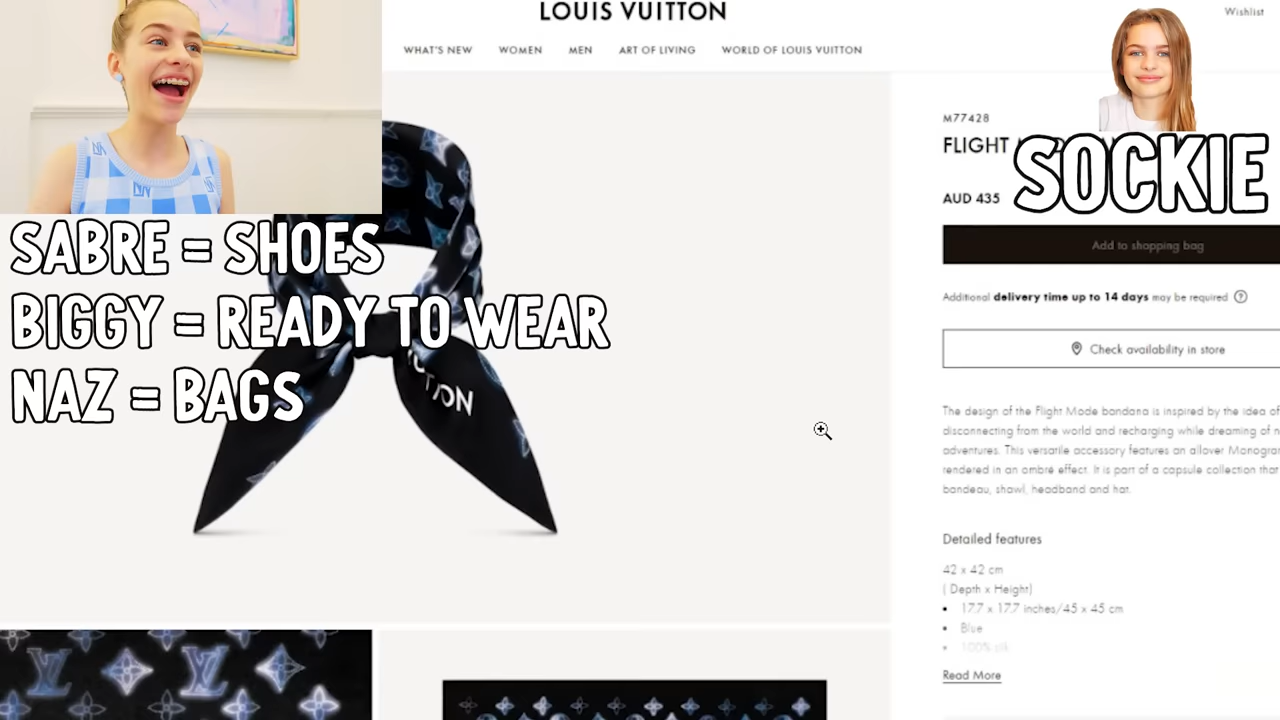 LOUIS VUITTON
Wishlist
WHAT'S NEW WOMEN MEN ART OF LIVING WORLD OF LOUIS VUITTON
M77428
FLIGHT
SOCKIE
AUD 435
Add to shopping bag
SABRE = SHOES
BIGGY = READY TO WEAR
NAZ = BAGS
Additional delivery time up to 14 days may be required ?
Check availability in store
The design of the Flight Mode bandana is inspired by the idea of
disconnecting from the world and recharging while dreaming of
adventures. This versatile accessory features an allover Monogram
rendered in an ombré effect. It is part of a capsule collection that
bandeau, shawl, headband and hat.
Detailed features
42 x 42 cm
( Depth x Height)
• 17.7 x 17.7 inches/45 x 45 cm
• Blue
• 100% silk
Read More